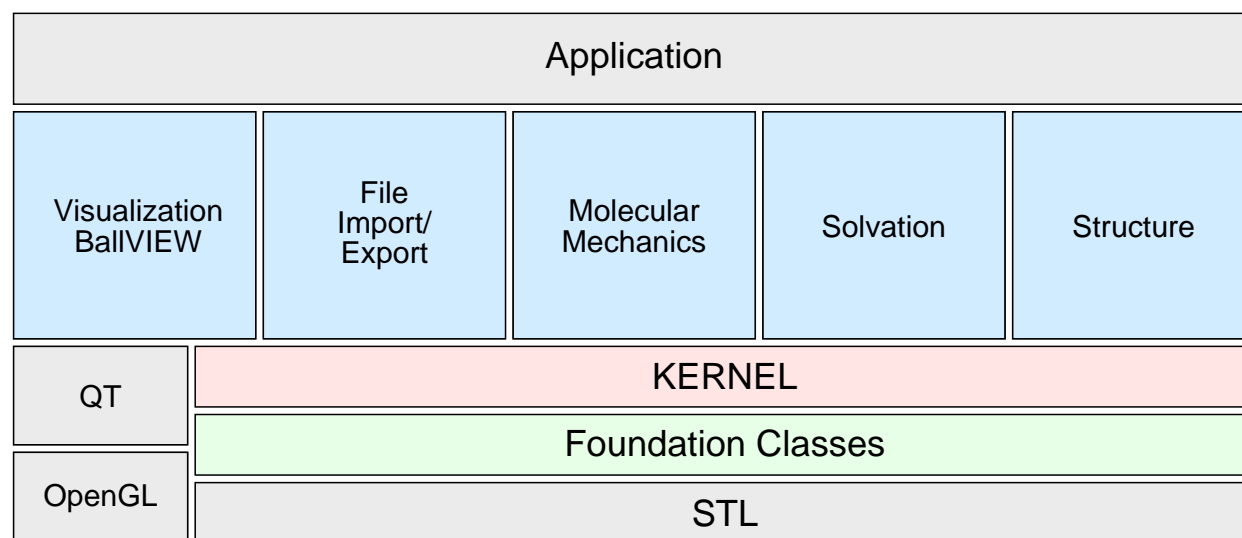 Application
Visualization
BallVIEW
File
Import/
Export
Molecular
Mechanics
Solvation
Structure
QT
KERNEL
Foundation Classes
OpenGL
STL